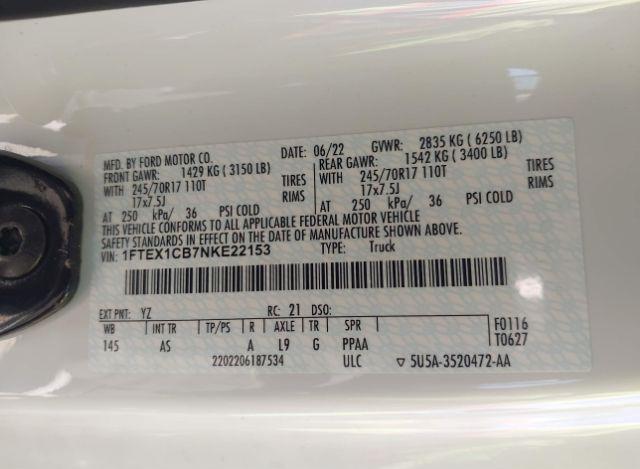 MFD. BY FORD MOTOR CO. DATE: 06/22 GVWR: 2835 KG ( 6250 LB)
FRONT GAWR: 1429 KG ( 3150 LB) REAR GAWR: 1542 KG ( 3400 LB)
WITH 245/70R17 110T TIRES WITH 245/70R17 110T TIRES
17x7.5J RIMS 17x7.5J RIMS
AT 250 kPa/ 36 PSI COLD AT 250 kPa/ 36 PSI COLD
THIS VEHICLE CONFORMS TO ALL APPLICABLE FEDERAL MOTOR VEHICLE
SAFETY STANDARDS IN EFFECT ON THE DATE OF MANUFACTURE SHOWN ABOVE.
VIN: 1FTEX1CB7NKE22153 TYPE: Truck
EXT PNT: YZ RC: 21 DSO:
WB INT TR TP/PS R AXLE TR SPR F0116
145 AS A L9 G PPAA T0627
2202206187534 ULC ▽ 5U5A-3520472-AA